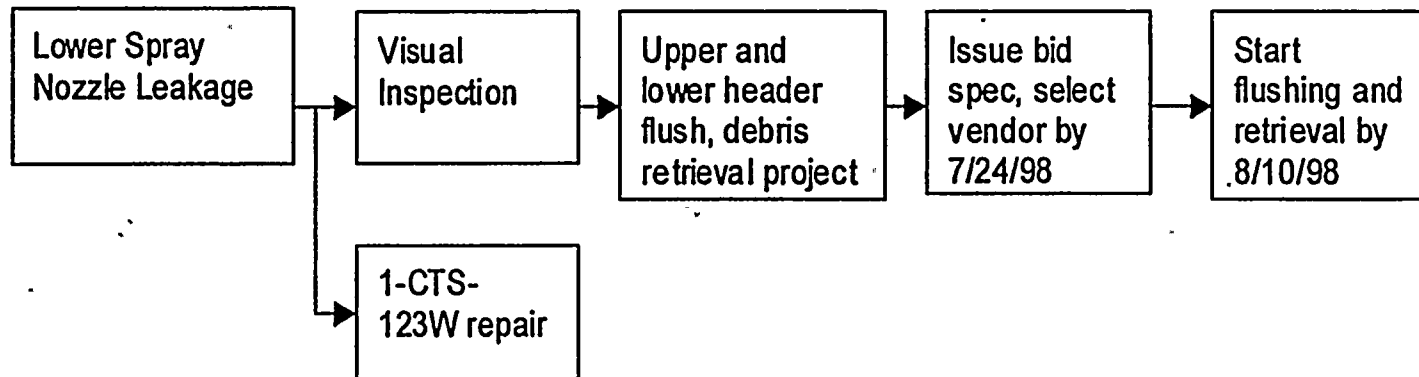 Lower Spray
Nozzle Leakage
Visual
Inspection
Upper and
lower header
flush, debris
retrieval project
Issue bid
spec, select
vendor by
7/24/98
Start
flushing and
retrieval by
8/10/98
1-CTS-
123W repair